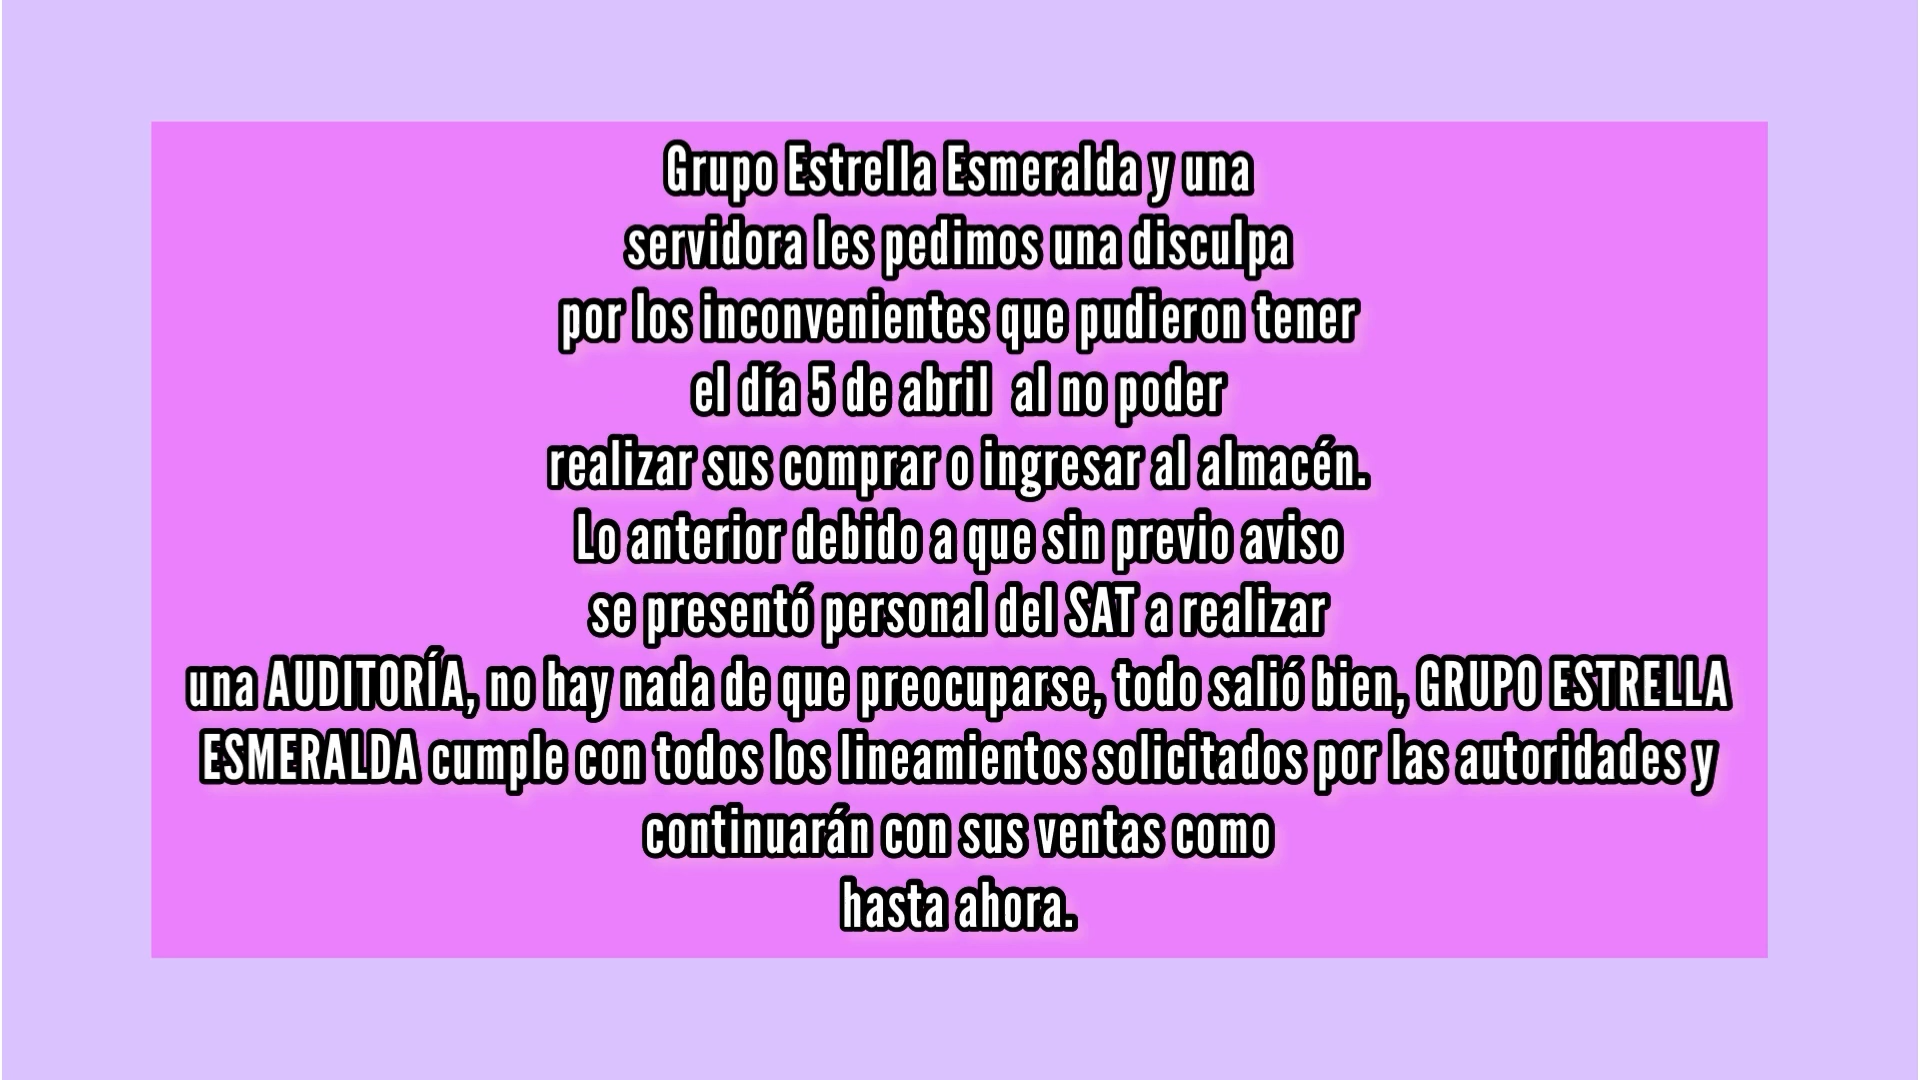 Grupo Estrella Esmeralda y una
servidora les pedimos una disculpa
por los inconvenientes que pudieron tener
el día 5 de abril  al no poder
realizar sus comprar o ingresar al almacén.
Lo anterior debido a que sin previo aviso
se presentó personal del SAT a realizar
una AUDITORÍA, no hay nada de que preocuparse, todo salió bien, GRUPO ESTRELLA
ESMERALDA cumple con todos los lineamientos solicitados por las autoridades y
continuarán con sus ventas como
hasta ahora.